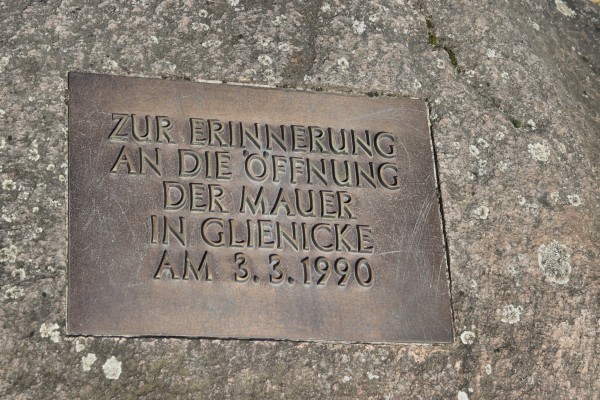 ZUR ERINNERUNG
AN DIE ÖFFNUNG
DER MAUER
IN GLIENICKE
AM 3.3.1990